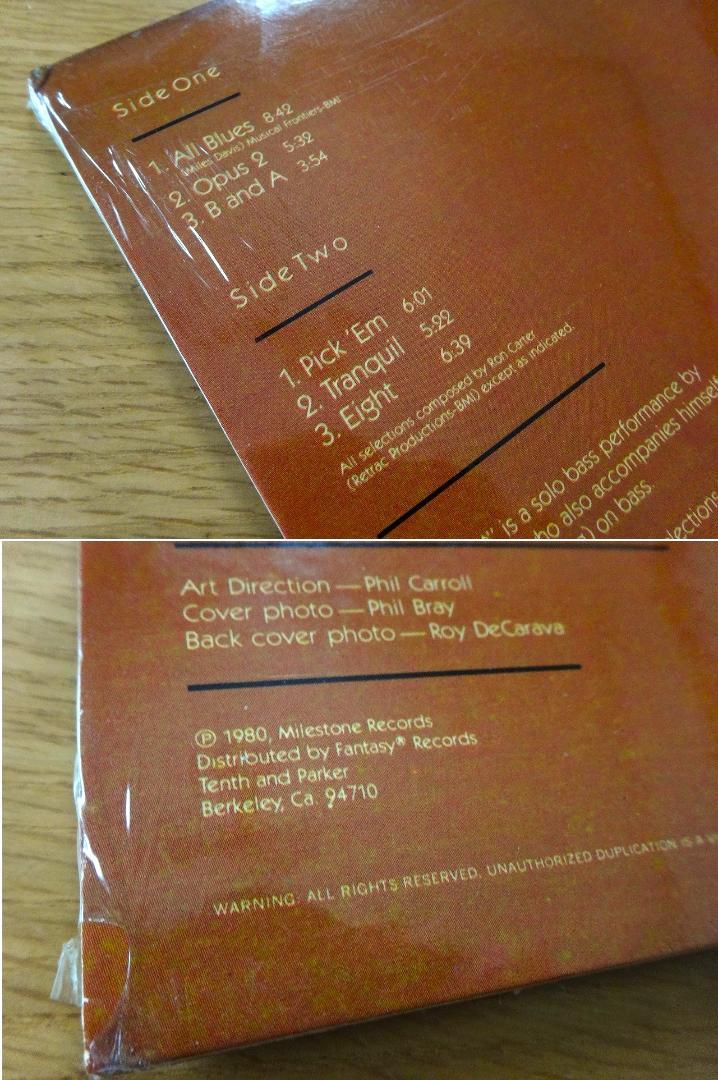 Side One
1. All Blues 8:42
(Miles Davis) Musical Frontiers-BMI
2. Opus 2 5:32
3. B and A 3:54
Side Two
1. Pick 'Em 6:01
2. Tranquil 5:22
3. Eight 6:39
All selections composed by Ron Carter
(Retrac Productions-BMI) except as indicated.
" is a solo bass performance by
ho also accompanies himself
) on bass.
lections
Art Direction — Phil Carroll
Cover photo — Phil Bray
Back cover photo — Roy DeCarava
℗ 1980, Milestone Records
Distributed by Fantasy® Records
Tenth and Parker
Berkeley, Ca. 94710
WARNING: ALL RIGHTS RESERVED. UNAUTHORIZED DUPLICATION IS A V